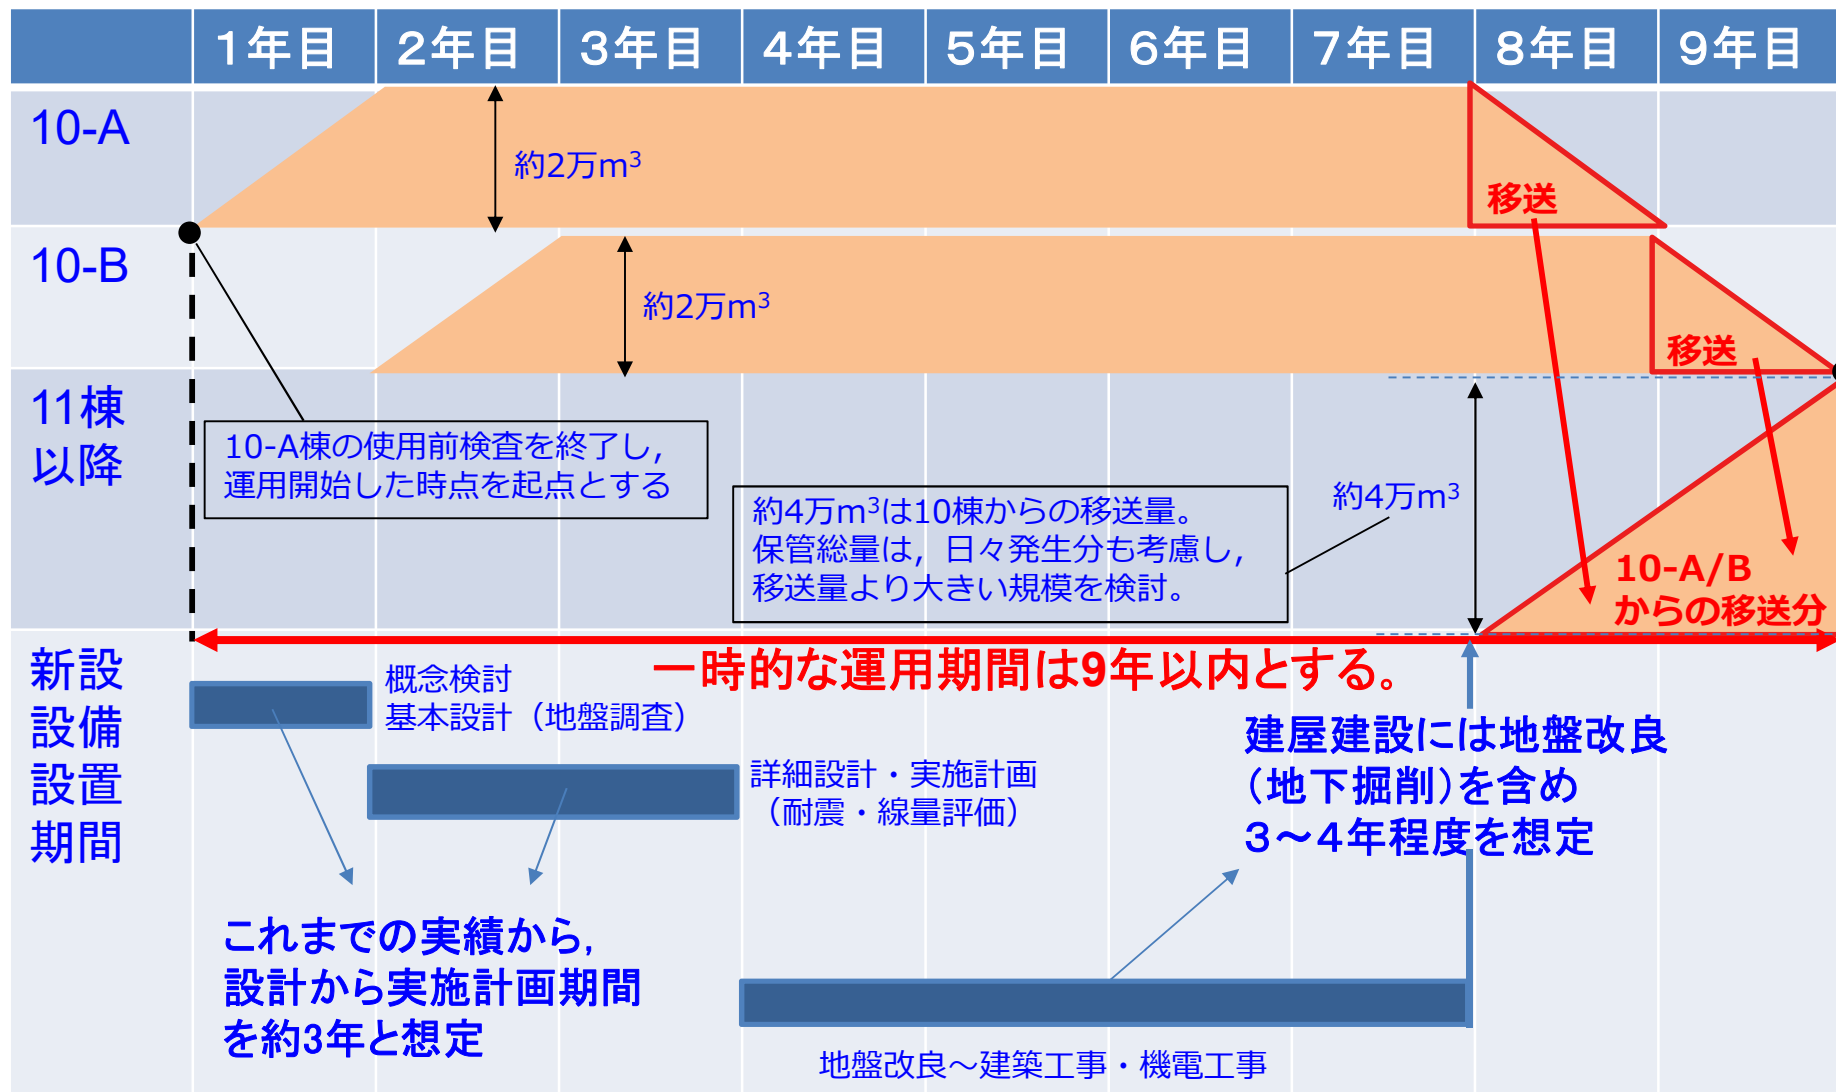 1年目 2年目 3年目 4年目 5年目 6年目 7年目 8年目 9年目
10-A
約2万m³
移送
10-B
約2万m³
移送
11棟
以降
10-A棟の使用前検査を終了し,
運用開始した時点を起点とする
約4万m³は10棟からの移送量。
保管総量は，日々発生分も考慮し，
移送量より大きい規模を検討。
約4万m³
10-A/B
からの移送分
一時的な運用期間は9年以内とする。
新設
設備
設置
期間
概念検討
基本設計（地盤調査）
詳細設計・実施計画
（耐震・線量評価）
建屋建設には地盤改良
（地下掘削）を含め
３～４年程度を想定
これまでの実績から,
設計から実施計画期間
を約3年と想定
地盤改良～建築工事・機電工事